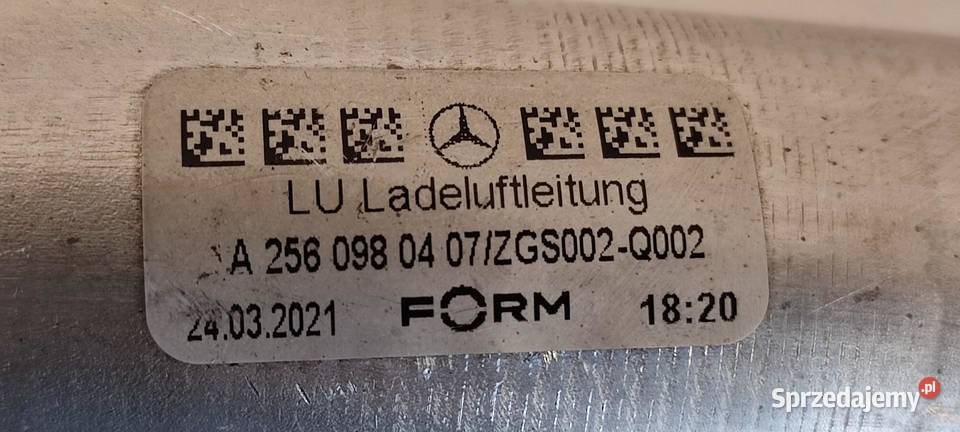 LU Ladeluftleitung
A 256 098 04 07/ZGS002-Q002
24.03.2021 FORM 18:20
Sprzedajemy.pl